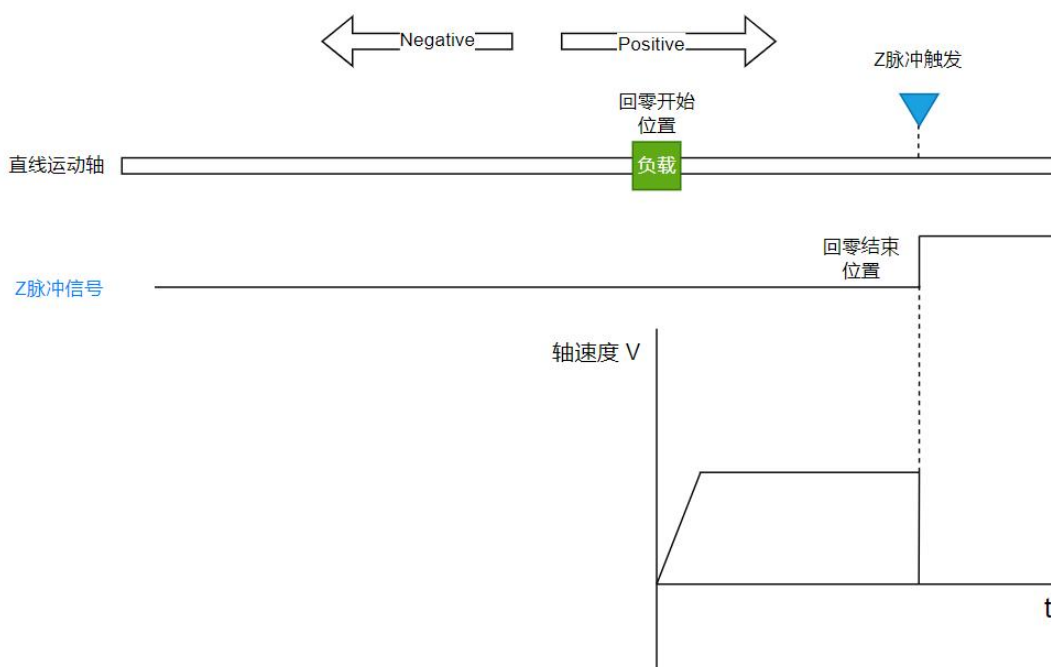 Negative
Positive
Z脉冲触发
回零开始
位置
直线运动轴
负载
回零结束
位置
Z脉冲信号
轴速度 V
t